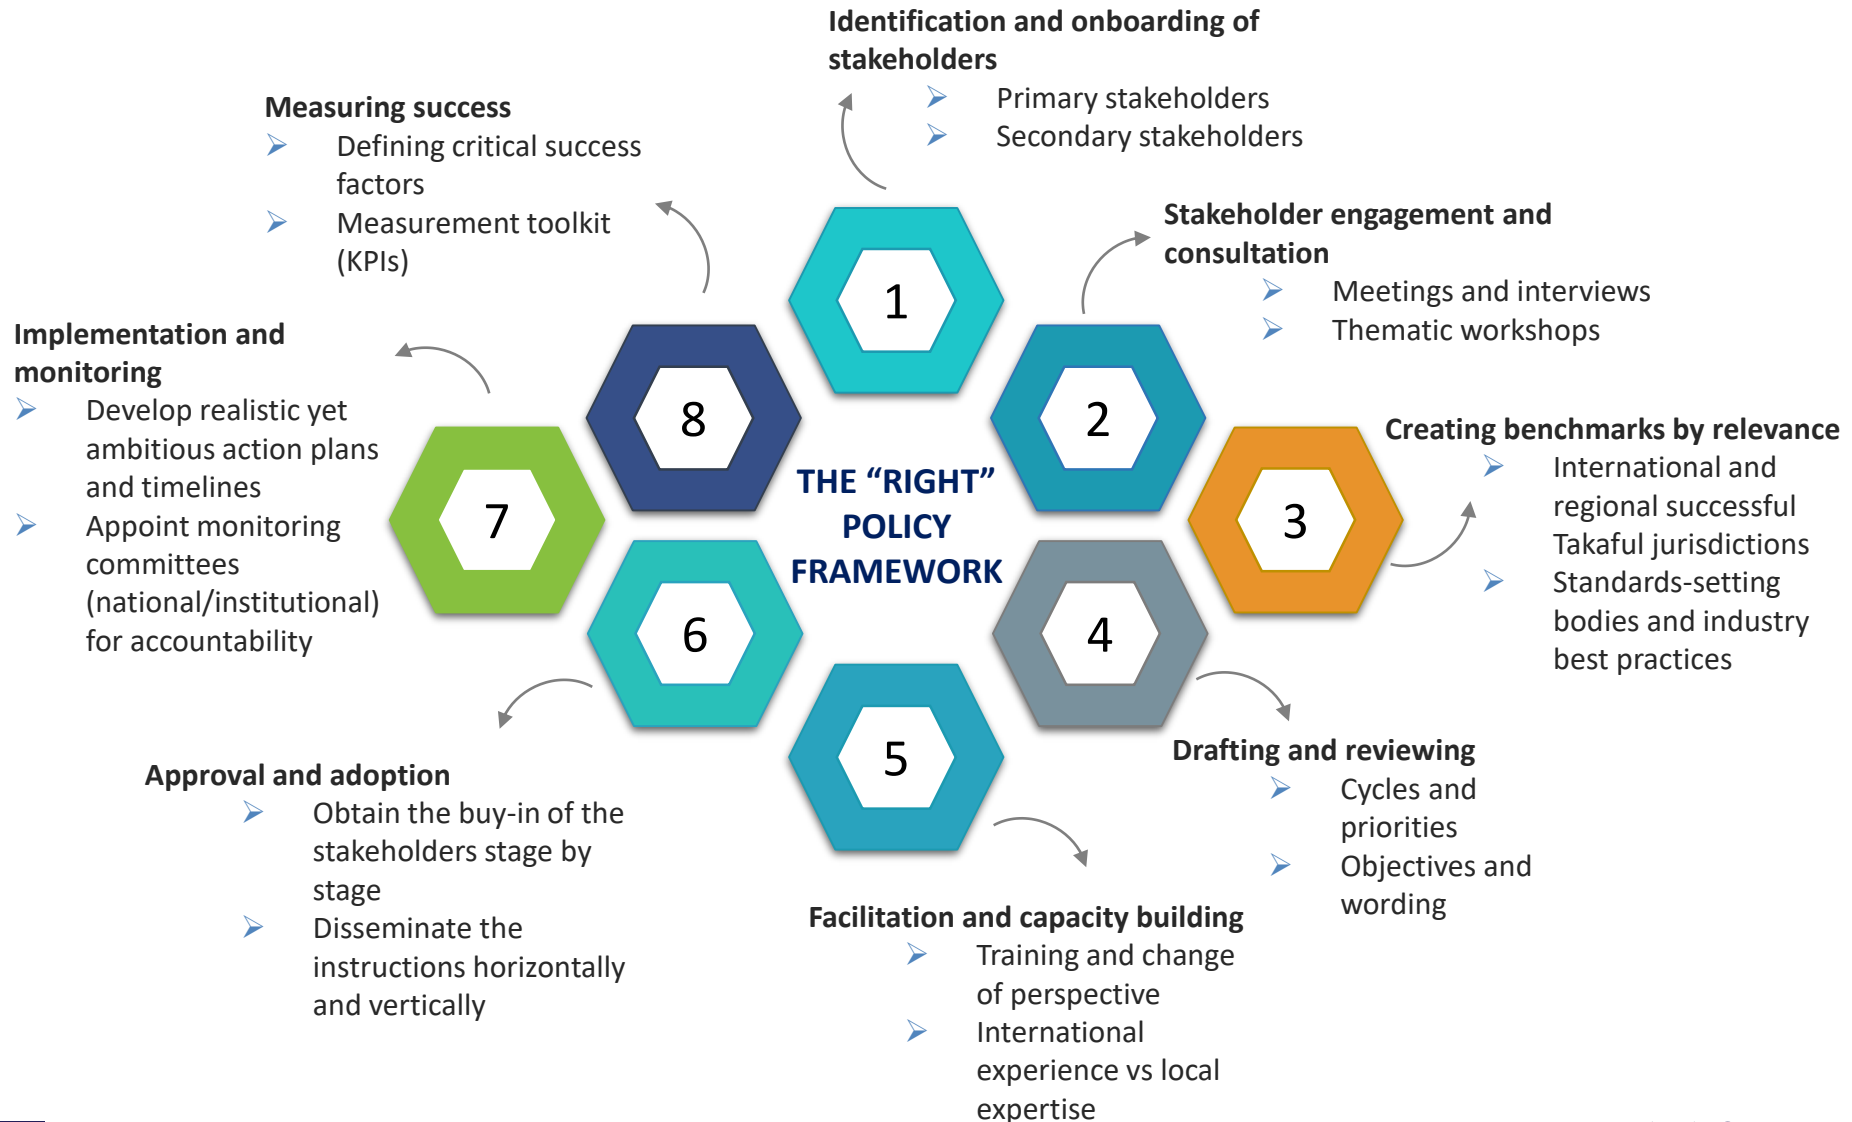 Identification and onboarding of
stakeholders
➢ Primary stakeholders
➢ Secondary stakeholders
Measuring success
➢ Defining critical success
factors
➢ Measurement toolkit
(KPIs)
Stakeholder engagement and
consultation
➢ Meetings and interviews
➢ Thematic workshops
Implementation and
monitoring
➢ Develop realistic yet
ambitious action plans
and timelines
➢ Appoint monitoring
committees
(national/institutional)
for accountability
Creating benchmarks by relevance
➢ International and
regional successful
Takaful jurisdictions
➢ Standards-setting
bodies and industry
best practices
1
2
3
4
5
6
7
8
THE “RIGHT”
POLICY
FRAMEWORK
Drafting and reviewing
➢ Cycles and
priorities
➢ Objectives and
wording
Approval and adoption
➢ Obtain the buy-in of the
stakeholders stage by
stage
➢ Disseminate the
instructions horizontally
and vertically
Facilitation and capacity building
➢ Training and change
of perspective
➢ International
experience vs local
expertise